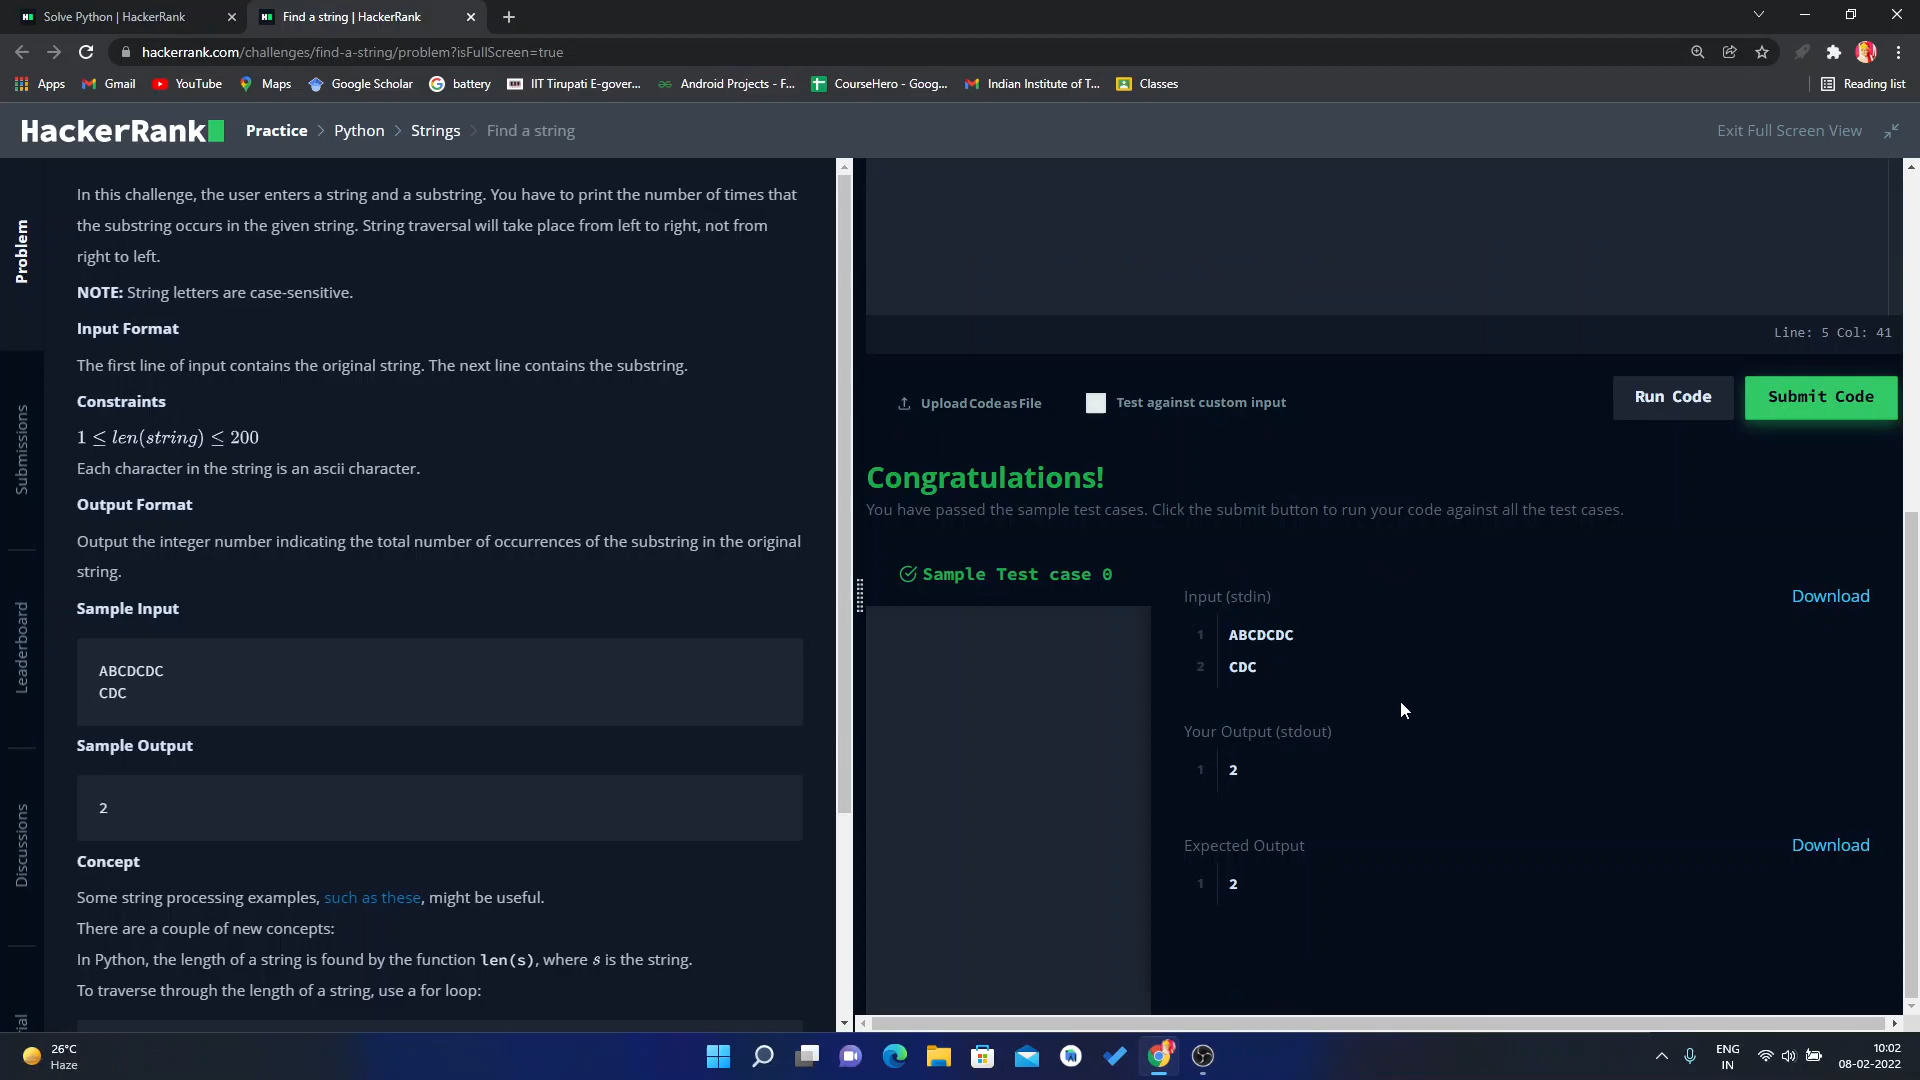 Solve Python | HackerRank
Find a string | HackerRank
hackerrank.com/challenges/find-a-string/problem?isFullScreen=true
Apps
Gmail
YouTube
Maps
Google Scholar
battery
IIT Tirupati E-gover...
Android Projects - F...
CourseHero - Goog...
Indian Institute of T...
Classes
Reading list
HackerRank
Practice > Python > Strings > Find a string
Exit Full Screen View
Problem
Submissions
Leaderboard
Discussions
In this challenge, the user enters a string and a substring. You have to print the number of times that
the substring occurs in the given string. String traversal will take place from left to right, not from
right to left.
NOTE: String letters are case-sensitive.
Input Format
The first line of input contains the original string. The next line contains the substring.
Constraints
1 ≤ len(string) ≤ 200
Each character in the string is an ascii character.
Output Format
Output the integer number indicating the total number of occurrences of the substring in the original
string.
Sample Input
ABCDCDC
CDC
Sample Output
2
Concept
Some string processing examples, such as these, might be useful.
There are a couple of new concepts:
In Python, the length of a string is found by the function len(s), where s is the string.
To traverse through the length of a string, use a for loop:
Line: 5 Col: 41
Upload Code as File
Test against custom input
Run Code
Submit Code
Congratulations!
You have passed the sample test cases. Click the submit button to run your code against all the test cases.
Sample Test case 0
Input (stdin)
Download
1 ABCDCDC
2 CDC
Your Output (stdout)
1 2
Expected Output
Download
1 2
26°C
Haze
ENG
IN
10:02
08-02-2022